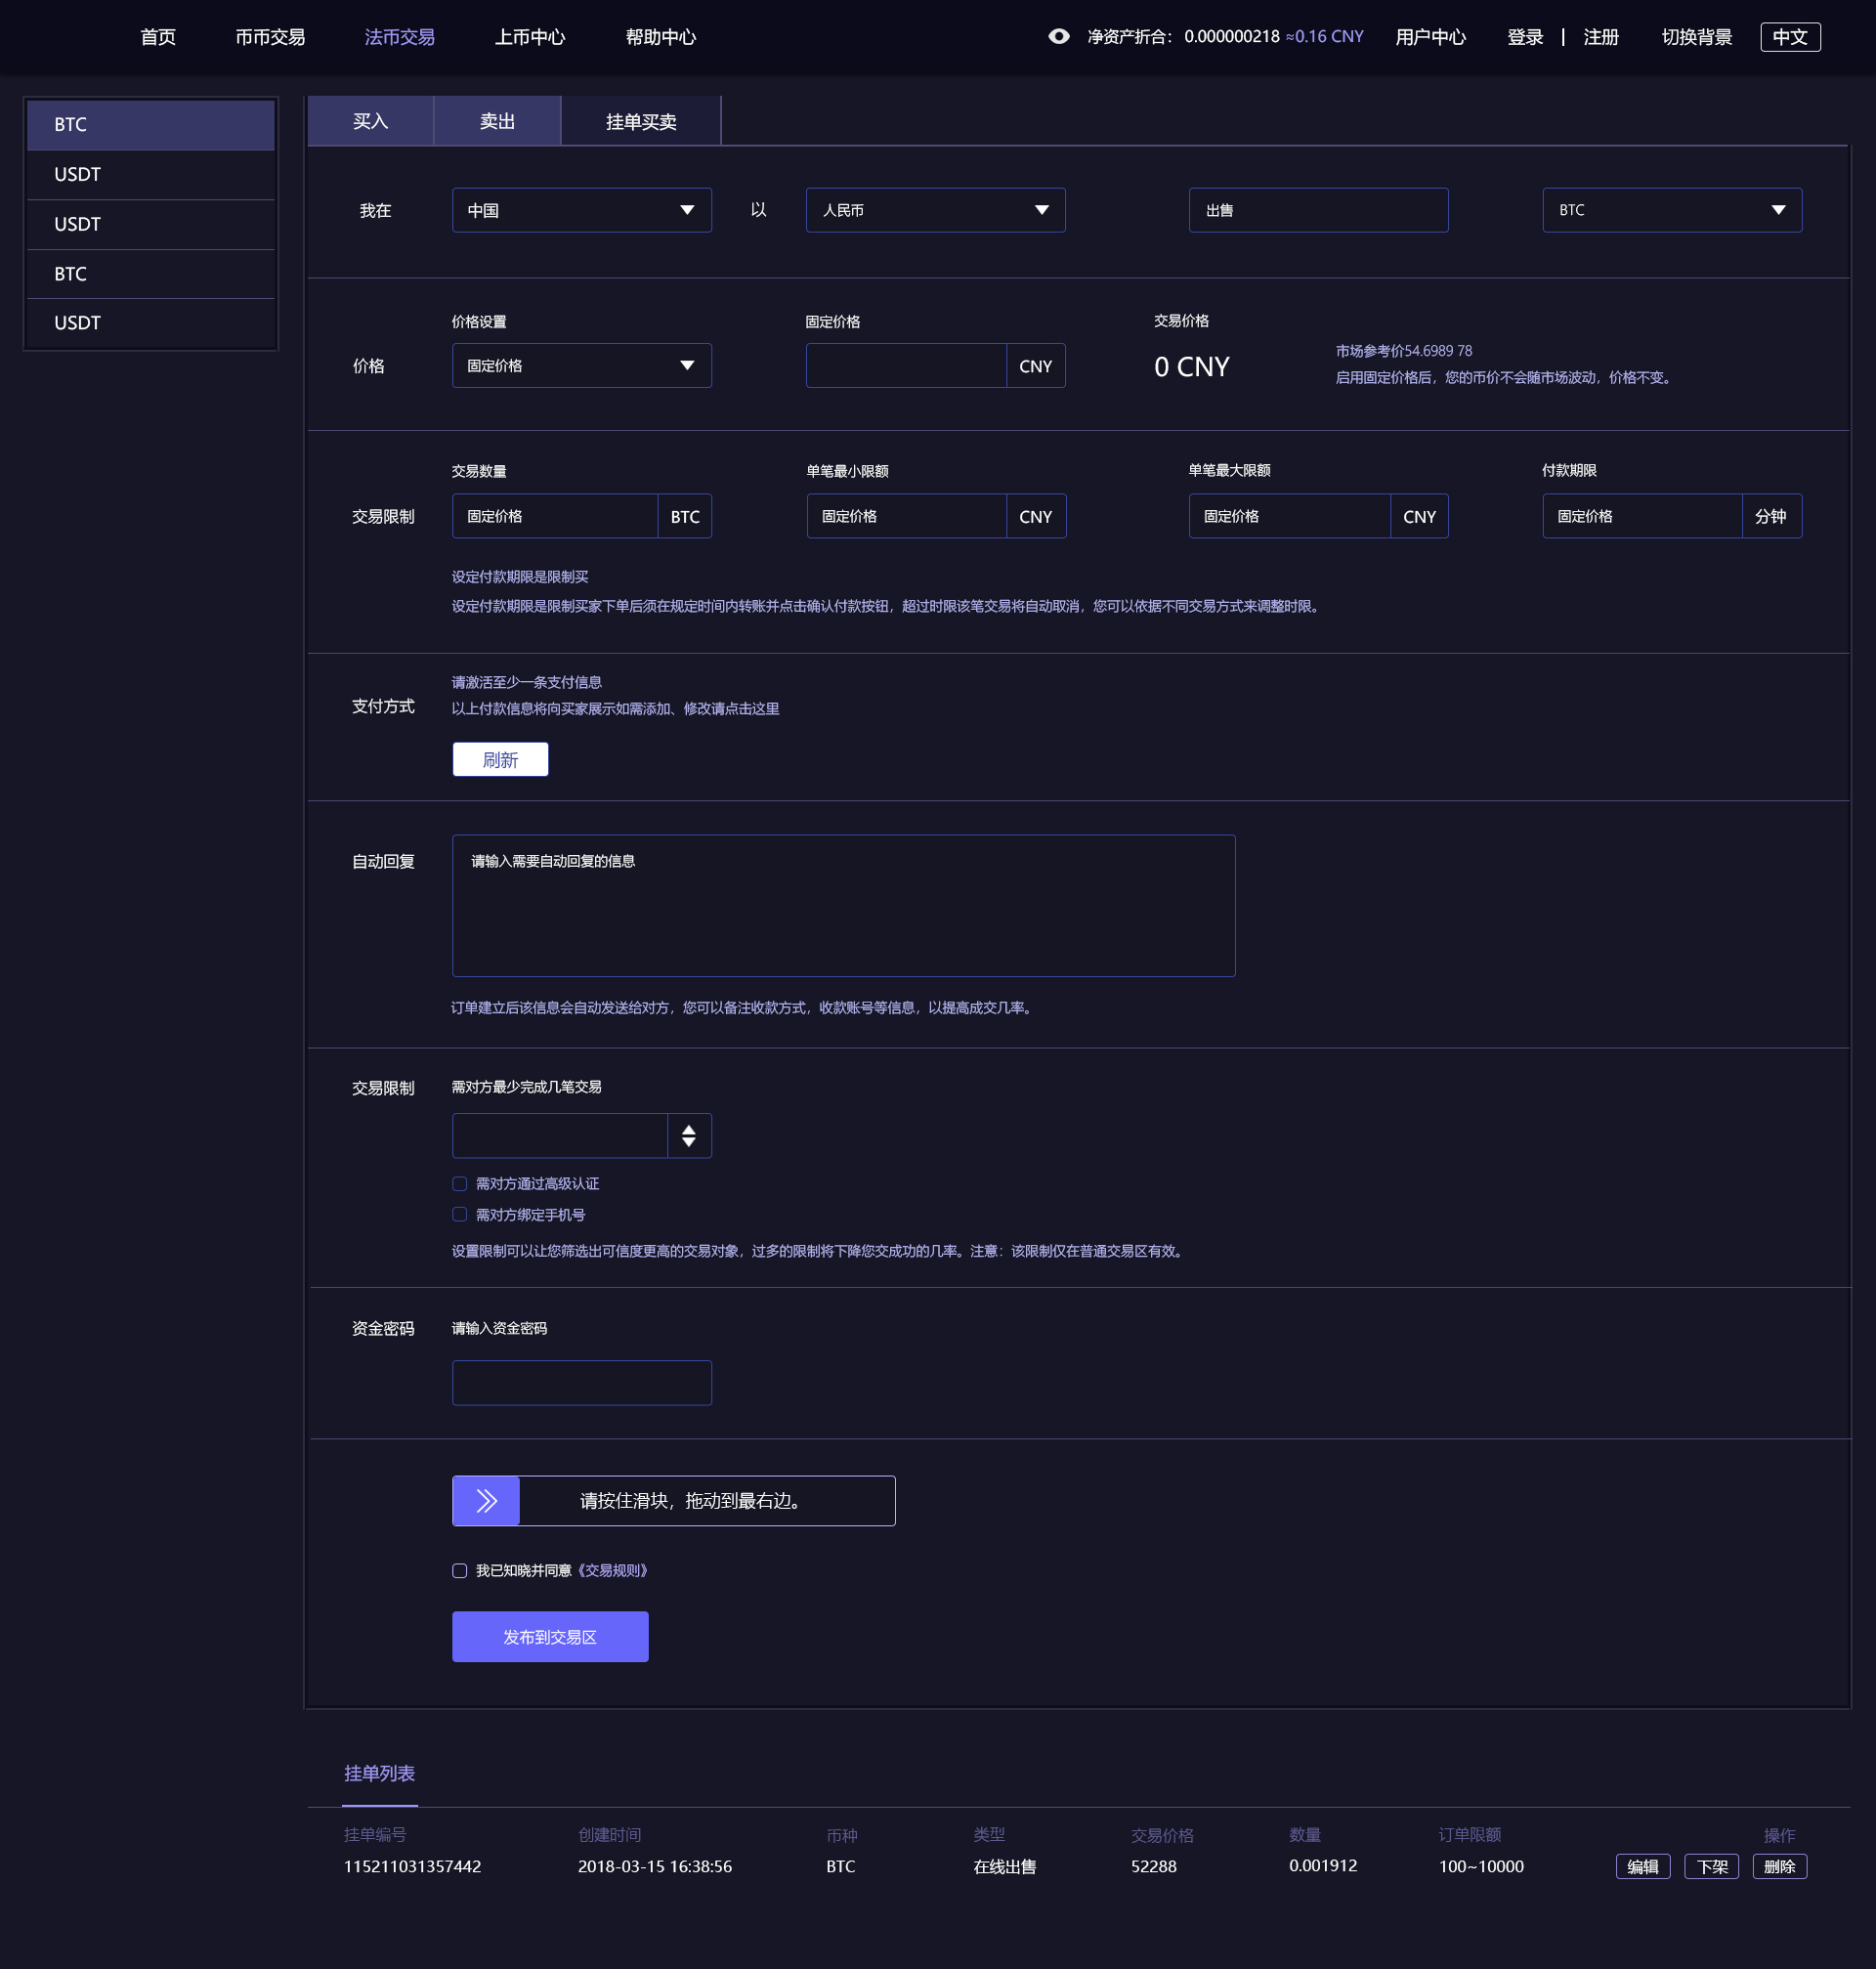 首页 币币交易 法币交易 上币中心 帮助中心 净资产折合：0.000000218 ≈0.16 CNY 用户中心 登录 | 注册 切换背景 中文
BTC
USDT
USDT
BTC
USDT
买入 卖出 挂单买卖
我在 中国 以 人民币 出售 BTC
价格设置 固定价格 交易价格
价格 固定价格 CNY 0 CNY
市场参考价54.6989 78
启用固定价格后，您的币价不会随市场波动，价格不变。
交易数量 单笔最小限额 单笔最大限额 付款期限
交易限制 固定价格 BTC 固定价格 CNY 固定价格 CNY 固定价格 分钟
设定付款期限是限制买
设定付款期限是限制买家下单后须在规定时间内转账并点击确认付款按钮，超过时限该笔交易将自动取消，您可以依据不同交易方式来调整时限。
支付方式
请激活至少一条支付信息
以上付款信息将向买家展示如需添加、修改请点击这里
刷新
自动回复 请输入需要自动回复的信息
订单建立后该信息会自动发送给对方，您可以备注收款方式，收款账号等信息，以提高成交几率。
交易限制 需对方最少完成几笔交易
需对方通过高级认证
需对方绑定手机号
设置限制可以让您筛选出可信度更高的交易对象，过多的限制将下降您交成功的几率。注意：该限制仅在普通交易区有效。
资金密码 请输入资金密码
请按住滑块，拖动到最右边。
我已知晓并同意《交易规则》
发布到交易区
挂单列表
挂单编号 创建时间 币种 类型 交易价格 数量 订单限额 操作
115211031357442 2018-03-15 16:38:56 BTC 在线出售 52288 0.001912 100~10000 编辑 下架 删除